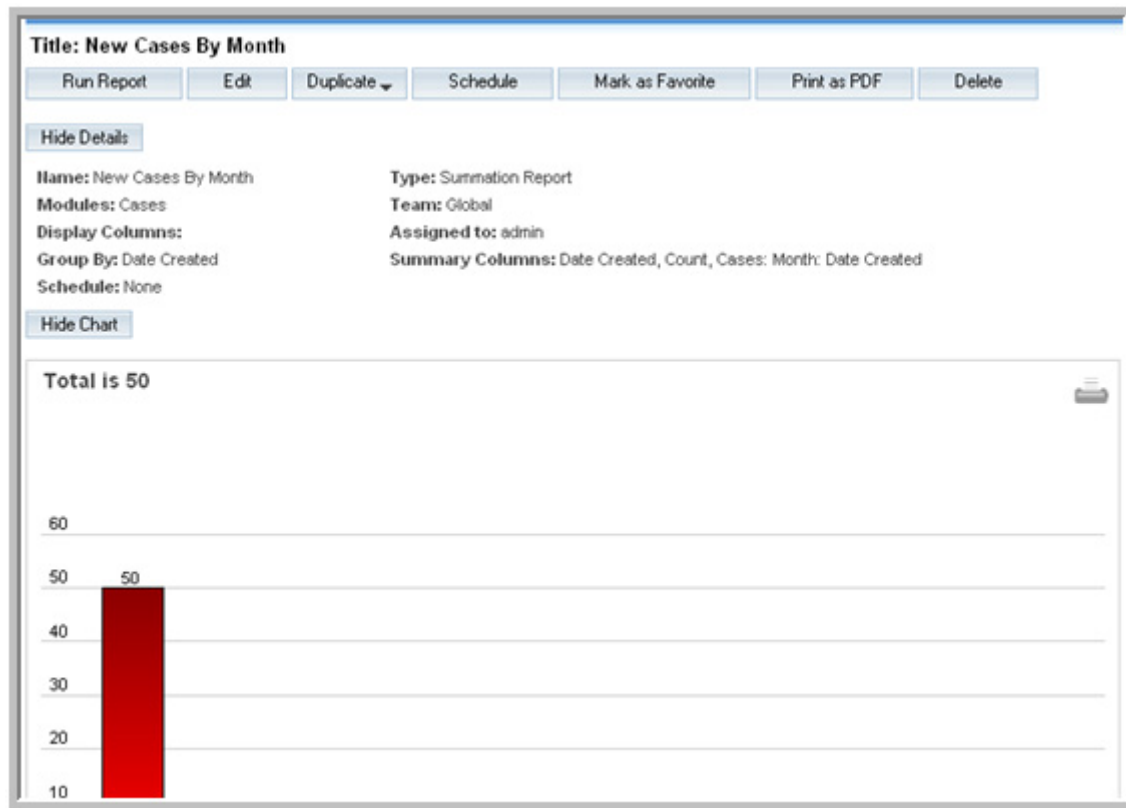 Title: New Cases By Month
Run Report Edit Duplicate Schedule Mark as Favorite Print as PDF Delete
Hide Details
Name: New Cases By Month Type: Summation Report
Modules: Cases Team: Global
Display Columns: Assigned to: admin
Group By: Date Created Summary Columns: Date Created, Count, Cases: Month: Date Created
Schedule: None
Hide Chart
Total is 50
60
50 50
40
30
20
10